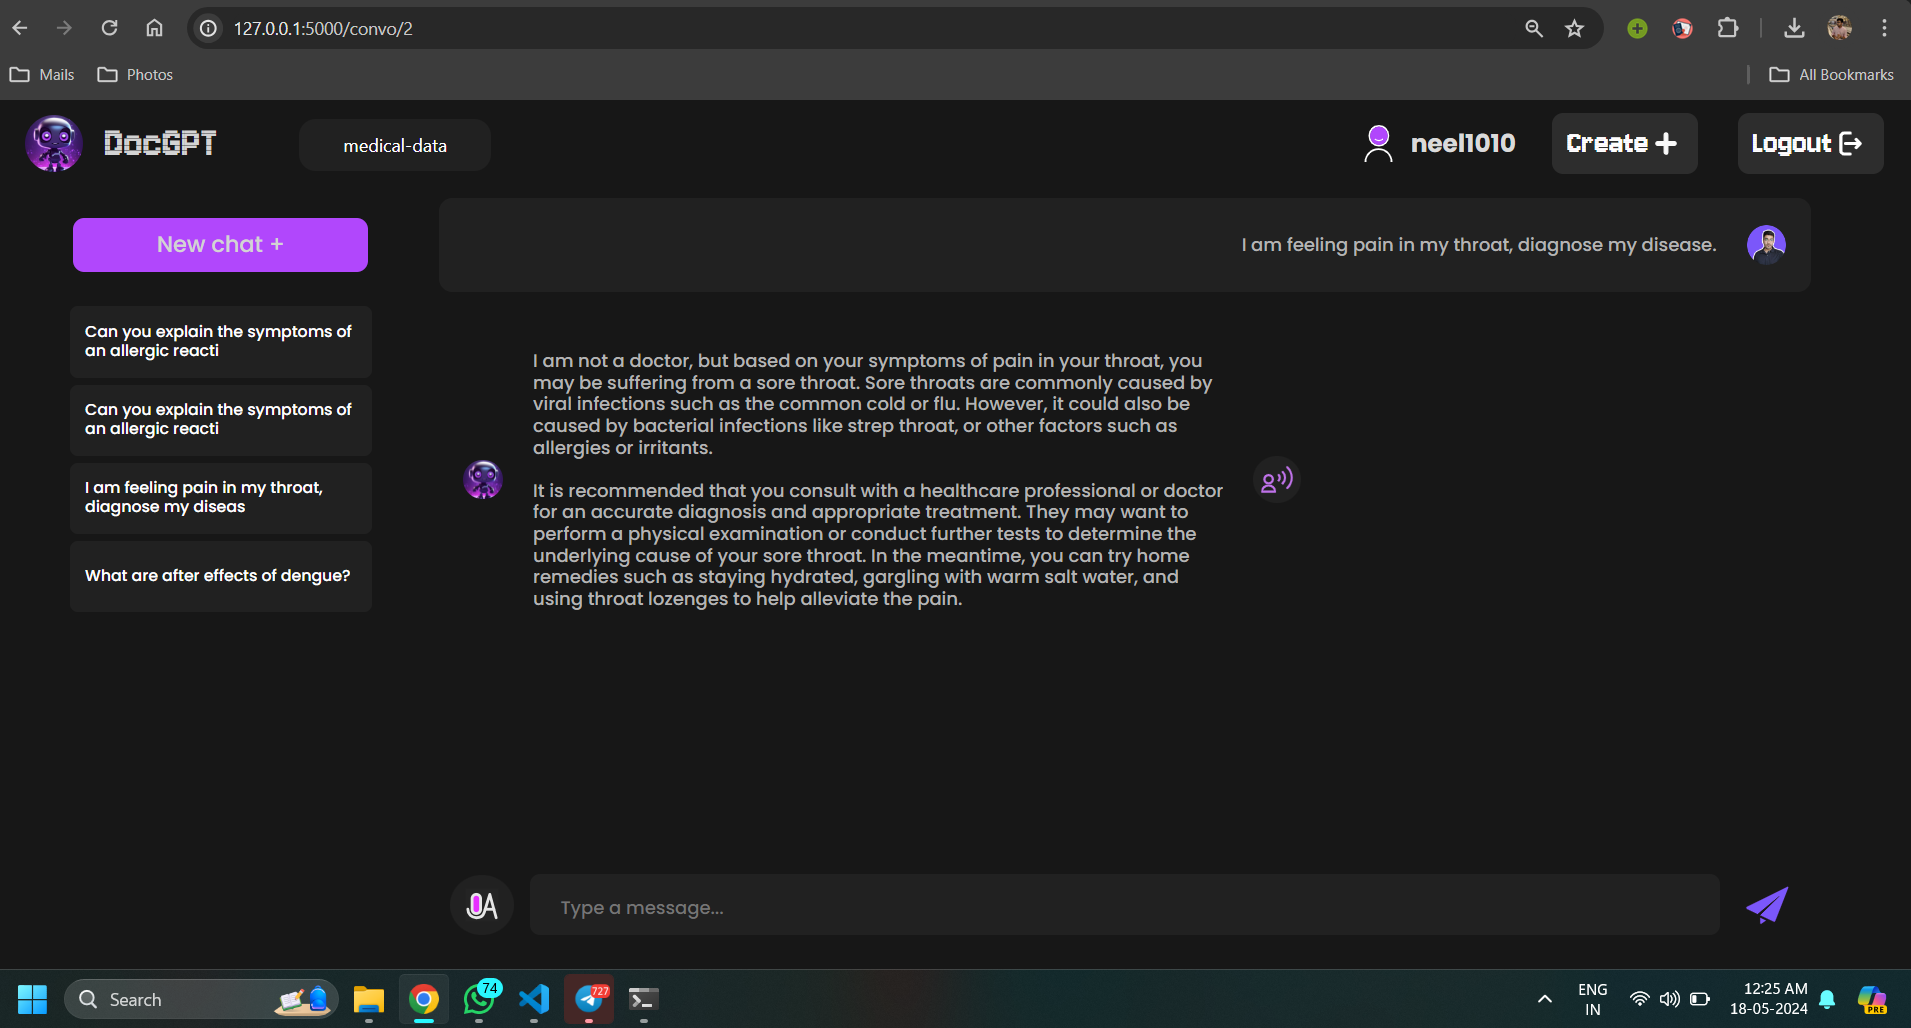 127.0.0.1:5000/convo/2
Mails
Photos
All Bookmarks
DocGPT
medical-data
neel1010
Create +
Logout
New chat +
Can you explain the symptoms of
an allergic reacti
Can you explain the symptoms of
an allergic reacti
I am feeling pain in my throat,
diagnose my diseas
What are after effects of dengue?
I am feeling pain in my throat, diagnose my disease.
I am not a doctor, but based on your symptoms of pain in your throat, you
may be suffering from a sore throat. Sore throats are commonly caused by
viral infections such as the common cold or flu. However, it could also be
caused by bacterial infections like strep throat, or other factors such as
allergies or irritants.
It is recommended that you consult with a healthcare professional or doctor
for an accurate diagnosis and appropriate treatment. They may want to
perform a physical examination or conduct further tests to determine the
underlying cause of your sore throat. In the meantime, you can try home
remedies such as staying hydrated, gargling with warm salt water, and
using throat lozenges to help alleviate the pain.
A
Type a message...
Search
74
727
ENG
IN
12:25 AM
18-05-2024
PRE